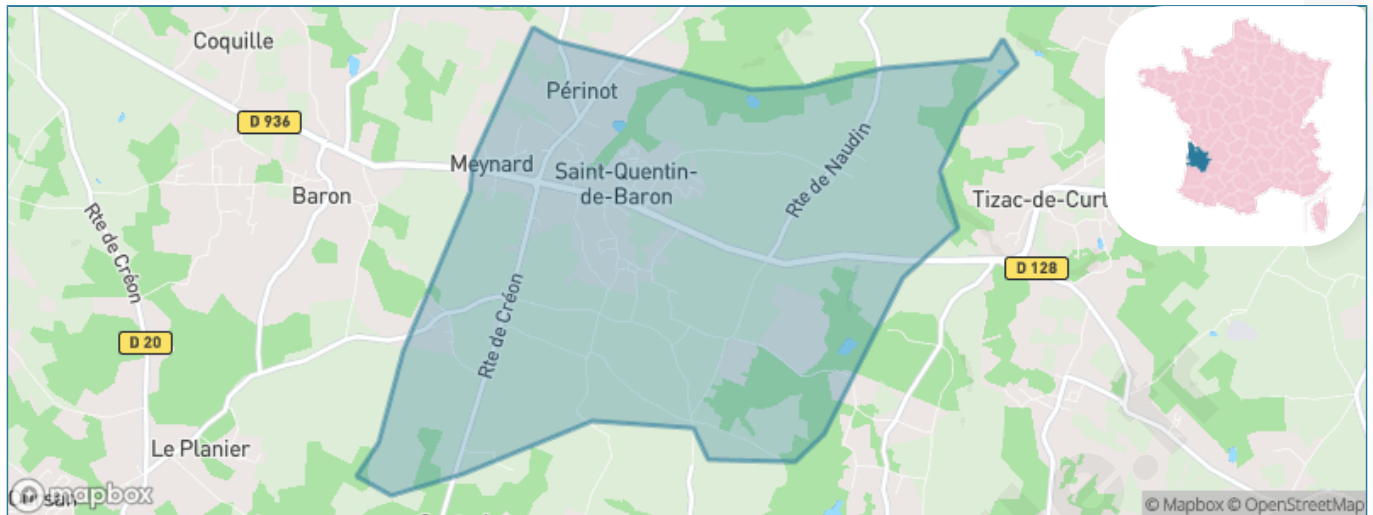 Coquille
Périnot
D 936
Meynard
Saint-Quentin-
de-Baron
Rte de Naudin
Baron
Tizac-de-Curt
Rte de Créon
D 128
Rte de Créon
D 20
Le Planier
mapbox
© Mapbox © OpenStreetMap